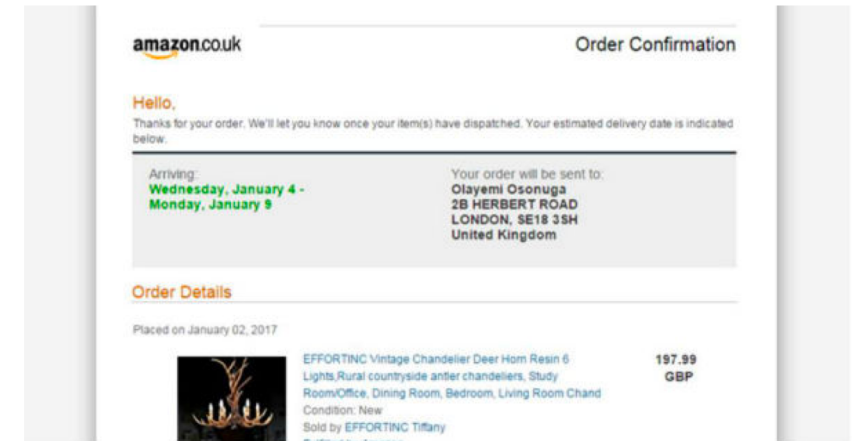 amazon.co.uk
Order Confirmation
Hello,
Thanks for your order. We'll let you know once your item(s) have dispatched. Your estimated delivery date is indicated
below.
Arriving:
Wednesday, January 4 -
Monday, January 9
Your order will be sent to:
Olayemi Osonuga
2B HERBERT ROAD
LONDON, SE18 3SH
United Kingdom
Order Details
Placed on January 02, 2017
EFFORTINC Vintage Chandelier Deer Horn Resin 6
Lights,Rural countryside antler chandeliers, Study
Room/Office, Dining Room, Bedroom, Living Room Chand
Condition: New
Sold by EFFORTINC Tiffany
197.99
GBP